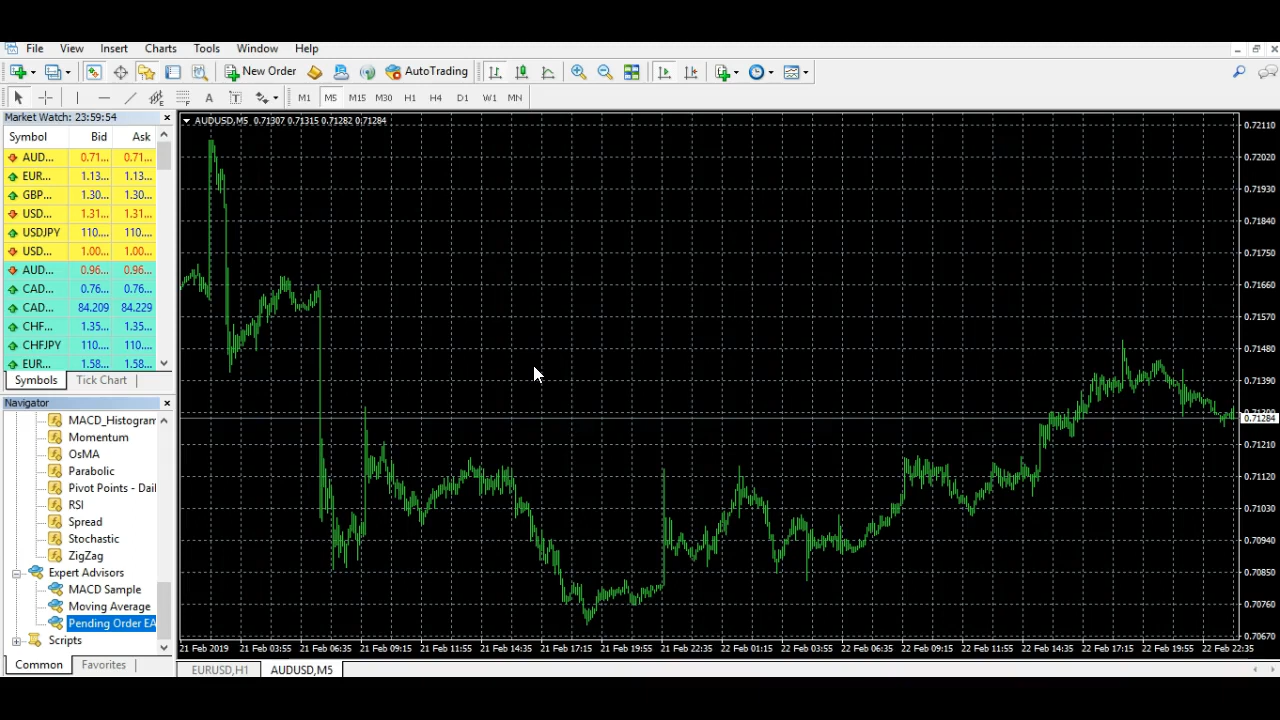 File View Insert Charts Tools Window Help
New Order AutoTrading
A T M1 M5 M15 M30 H1 H4 D1 W1 MN
Market Watch: 23:59:54
Symbol Bid Ask
AUD... 0.71... 0.71...
EUR... 1.13... 1.13...
GBP... 1.30... 1.30...
USD... 1.31... 1.31...
USDJPY 110.... 110....
USD... 1.00... 1.00...
AUD... 0.96... 0.96...
CAD... 0.76... 0.76...
CAD... 84.209 84.229
CHF... 1.35... 1.35...
CHFJPY 110.... 110....
EUR... 1.58... 1.58...
Symbols Tick Chart
Navigator
MACD_Histogram
Momentum
OsMA
Parabolic
Pivot Points - Dail
RSI
Spread
Stochastic
ZigZag
Expert Advisors
MACD Sample
Moving Average
Pending Order EA
Scripts
Common Favorites
AUDUSD,M5 0.71307 0.71315 0.71282 0.71284
0.72110
0.72020
0.71930
0.71840
0.71750
0.71660
0.71570
0.71480
0.71390
0.71284
0.71210
0.71120
0.71030
0.70940
0.70850
0.70760
0.70670
21 Feb 2019 21 Feb 03:55 21 Feb 06:35 21 Feb 09:15 21 Feb 11:55 21 Feb 14:35 21 Feb 17:15 21 Feb 19:55 21 Feb 22:35 22 Feb 01:15 22 Feb 03:55 22 Feb 06:35 22 Feb 09:15 22 Feb 11:55 22 Feb 14:35 22 Feb 17:15 22 Feb 19:55 22 Feb 22:35
EURUSD,H1 AUDUSD,M5